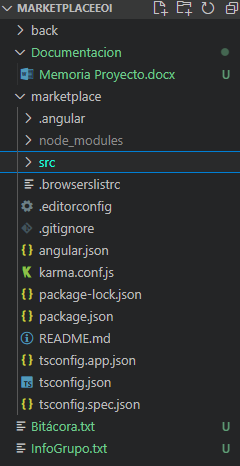 MARKETPLACEEOI
back
Documentacion
Memoria Proyecto.docx U
marketplace
.angular
node_modules
src
.browserslistrc
.editorconfig
.gitignore
angular.json
karma.conf.js
package-lock.json
package.json
README.md
tsconfig.app.json
tsconfig.json
tsconfig.spec.json
Bitácora.txt U
InfoGrupo.txt U